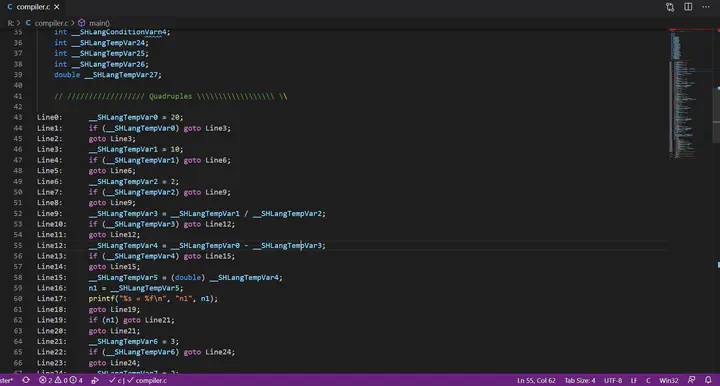 compiler.c
R: > compiler.c > main()
35 int __SHLangConditionVarn4;
36 int __SHLangTempVar24;
37 int __SHLangTempVar25;
38 int __SHLangTempVar26;
39 double __SHLangTempVar27;
40
41 // ////////////////// Quadruples \\\\\\\\\\\\\\\\\\ \\
42
43 Line0: __SHLangTempVar0 = 20;
44 Line1: if (__SHLangTempVar0) goto Line3;
45 Line2: goto Line3;
46 Line3: __SHLangTempVar1 = 10;
47 Line4: if (__SHLangTempVar1) goto Line6;
48 Line5: goto Line6;
49 Line6: __SHLangTempVar2 = 2;
50 Line7: if (__SHLangTempVar2) goto Line9;
51 Line8: goto Line9;
52 Line9: __SHLangTempVar3 = __SHLangTempVar1 / __SHLangTempVar2;
53 Line10: if (__SHLangTempVar3) goto Line12;
54 Line11: goto Line12;
55 Line12: __SHLangTempVar4 = __SHLangTempVar0 - __SHLangTempVar3;
56 Line13: if (__SHLangTempVar4) goto Line15;
57 Line14: goto Line15;
58 Line15: __SHLangTempVar5 = (double) __SHLangTempVar4;
59 Line16: n1 = __SHLangTempVar5;
60 Line17: printf("%s = %f\n", "n1", n1);
61 Line18: goto Line19;
62 Line19: if (n1) goto Line21;
63 Line20: goto Line21;
64 Line21: __SHLangTempVar6 = 3;
65 Line22: if (__SHLangTempVar6) goto Line24;
66 Line23: goto Line24;
ster* 2 0 4 c | compiler.c Ln 55, Col 62 Tab Size: 4 UTF-8 LF C Win32